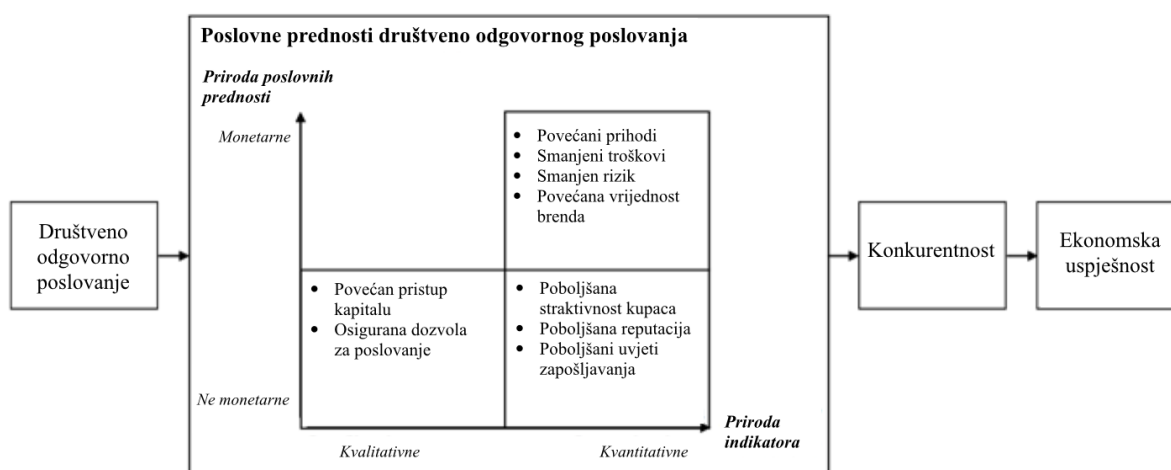 Poslovne prednosti društveno odgovornog poslovanja
Priroda poslovnih
prednosti
Monetarne
• Povećani prihodi
• Smanjeni troškovi
• Smanjen rizik
• Povećana vrijednost
brenda
Društveno
odgovorno
poslovanje
Konkurentnost
Ekonomska
uspješnost
• Povećan pristup
kapitalu
• Osigurana dozvola
za poslovanje
• Poboljšana
straktivnost kupaca
• Poboljšana reputacija
• Poboljšani uvjeti
zapošljavanja
Ne monetarne
Priroda
indikatora
Kvalitativne
Kvantitativne